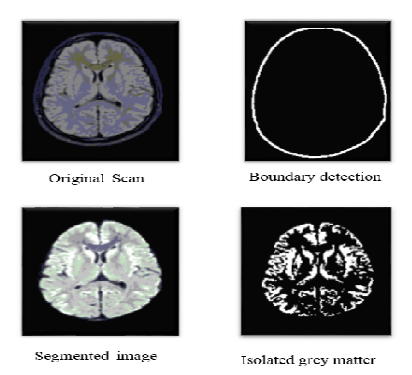 Original Scan
Boundary detection
Segmented image
Isolated grey matter